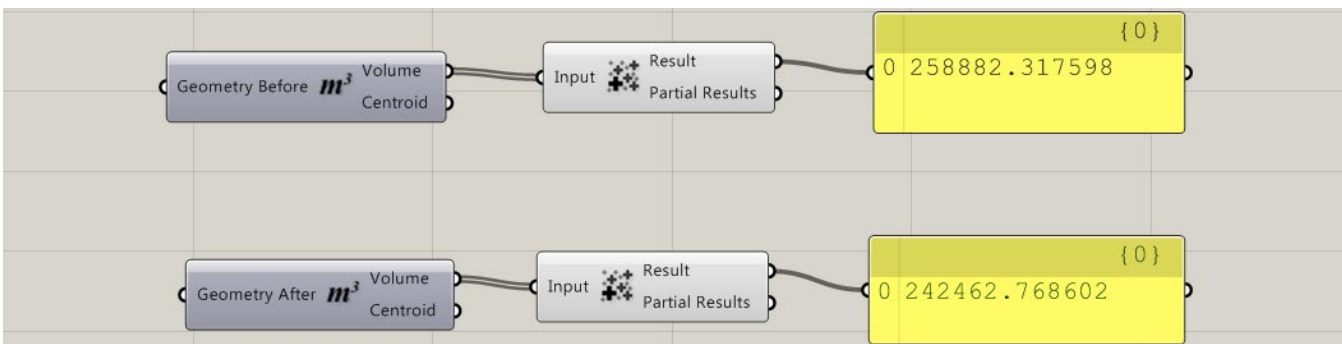 Geometry Before m³ Volume
Centroid
Input Result
Partial Results
{0}
0 258882.317598
Geometry After m³ Volume
Centroid
Input Result
Partial Results
{0}
0 242462.768602